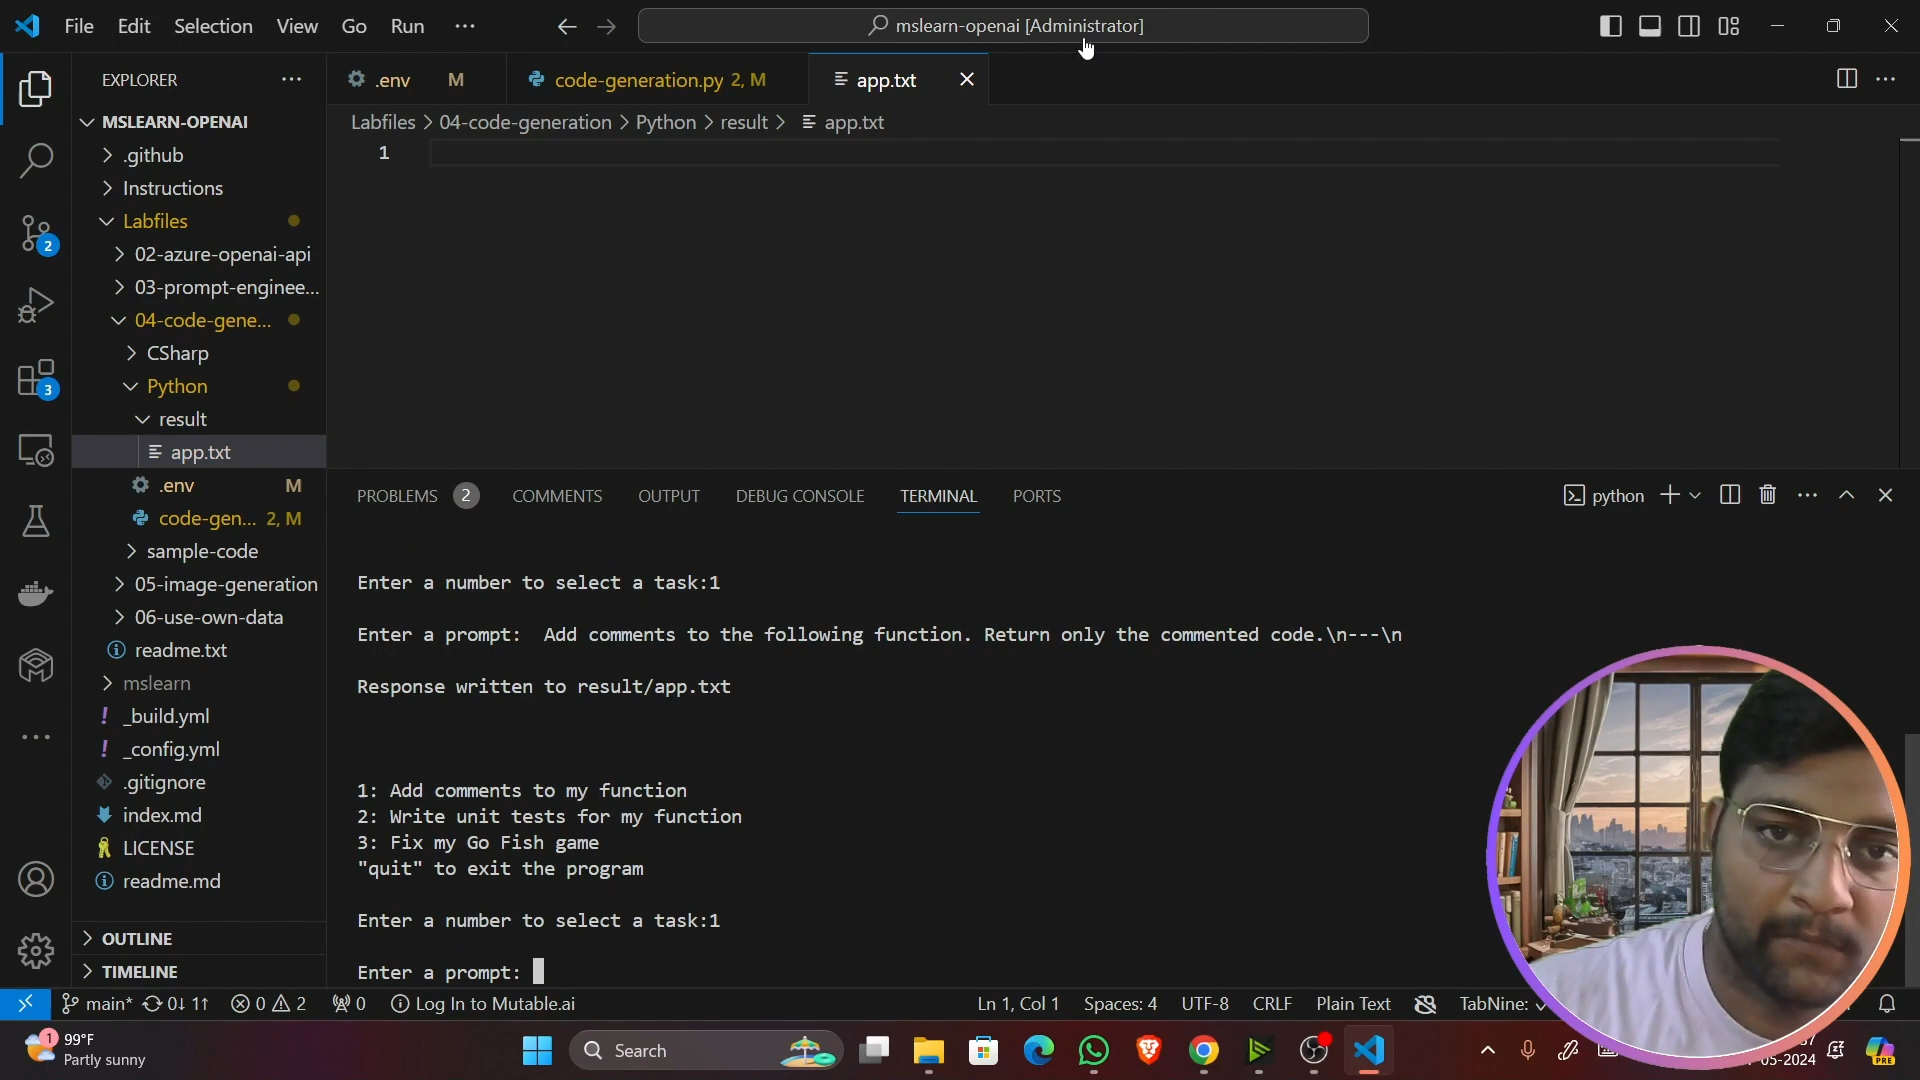 File Edit Selection View Go Run ···
mslearn-openai [Administrator]
EXPLORER
MSLEARN-OPENAI
.github
Instructions
Labfiles
02-azure-openai-api
03-prompt-enginee...
04-code-gene...
CSharp
Python
result
app.txt
.env M
code-gen... 2, M
sample-code
05-image-generation
06-use-own-data
readme.txt
mslearn
_build.yml
_config.yml
.gitignore
index.md
LICENSE
readme.md
OUTLINE
TIMELINE
2
3
.env M
code-generation.py 2, M
app.txt
Labfiles > 04-code-generation > Python > result > app.txt
1
PROBLEMS 2 COMMENTS OUTPUT DEBUG CONSOLE TERMINAL PORTS
python
Enter a number to select a task:1
Enter a prompt:  Add comments to the following function. Return only the commented code.\n---\n
Response written to result/app.txt
1: Add comments to my function
2: Write unit tests for my function
3: Fix my Go Fish game
"quit" to exit the program
Enter a number to select a task:1
Enter a prompt:
main* 0↓ 1↑ 0 2 0 Log In to Mutable.ai
Ln 1, Col 1 Spaces: 4 UTF-8 CRLF Plain Text TabNine:
1
99°F
Partly sunny
Search
05-2024
PRE